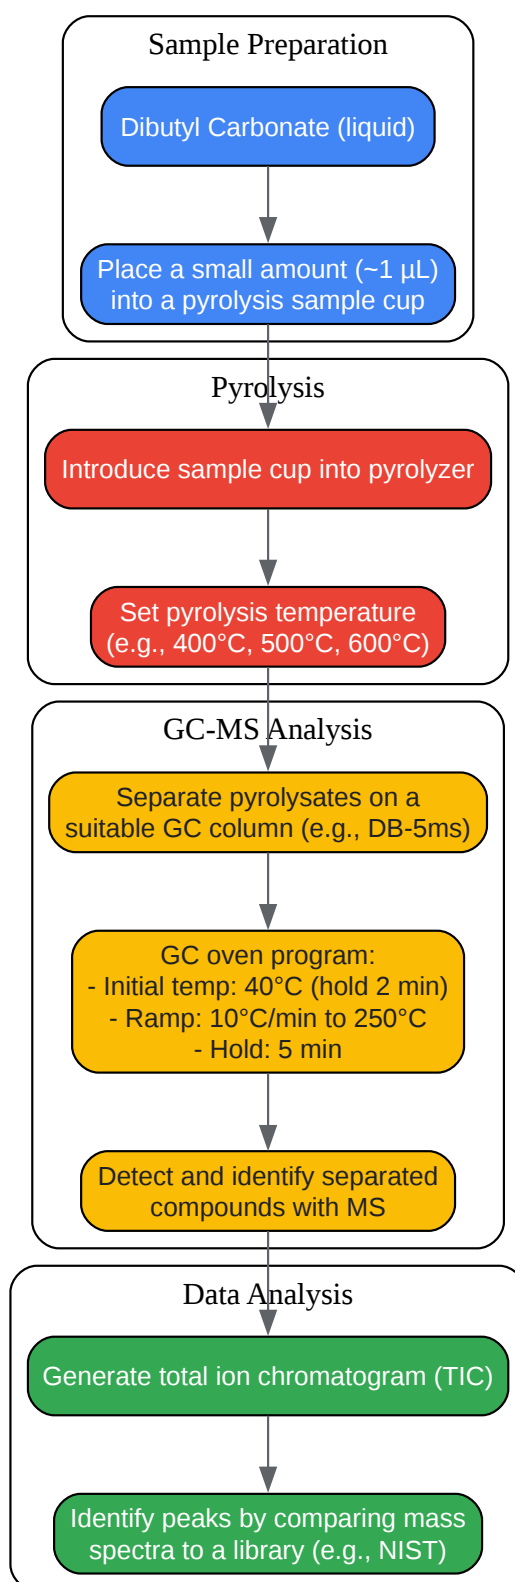 Sample Preparation
Dibutyl Carbonate (liquid)
Place a small amount (~1 µL)
into a pyrolysis sample cup
Pyrolysis
Introduce sample cup into pyrolyzer
Set pyrolysis temperature
(e.g., 400°C, 500°C, 600°C)
GC-MS Analysis
Separate pyrolysates on a
suitable GC column (e.g., DB-5ms)
GC oven program:
- Initial temp: 40°C (hold 2 min)
- Ramp: 10°C/min to 250°C
- Hold: 5 min
Detect and identify separated
compounds with MS
Data Analysis
Generate total ion chromatogram (TIC)
Identify peaks by comparing mass
spectra to a library (e.g., NIST)